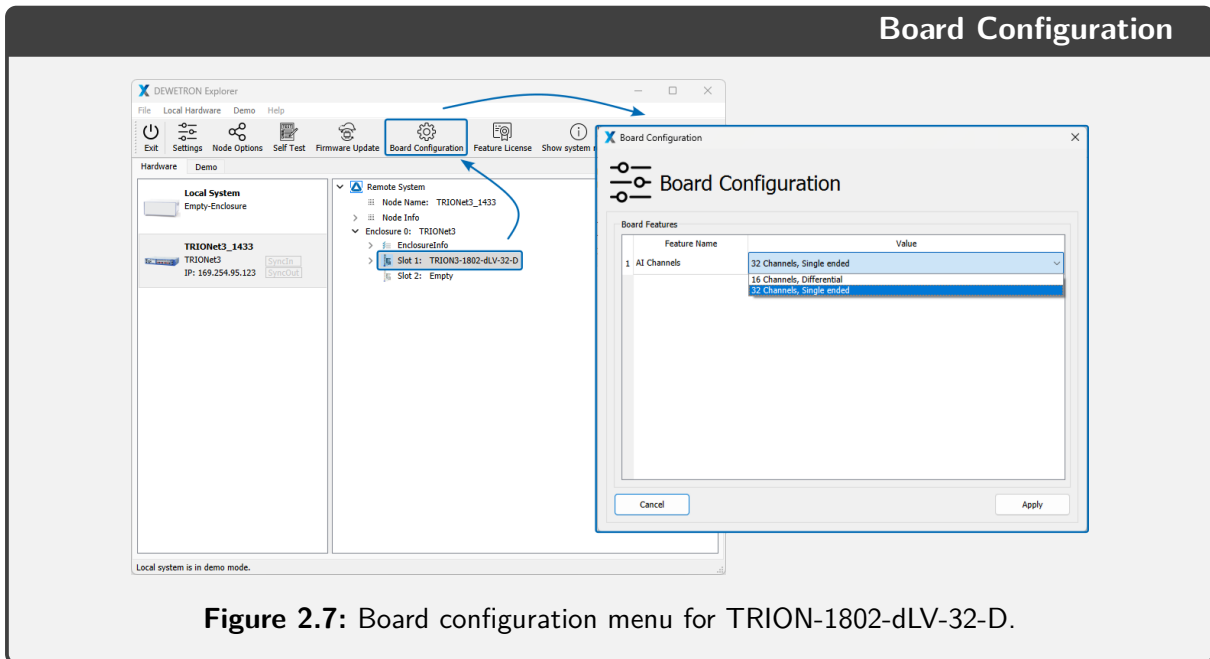 Board Configuration
DEWETRON Explorer
File Local Hardware Demo Help
Exit Settings Node Options Self Test Firmware Update Board Configuration Feature License Show system
Hardware Demo
Local System
Empty-Enclosure
TRIONet3_1433
TRIONet3 SyncIn
IP: 169.254.95.123 SyncOut
Remote System
Node Name: TRIONet3_1433
Node Info
Enclosure 0: TRIONet3
EnclosureInfo
Slot 1: TRION3-1802-dLV-32-D
Slot 2: Empty
Local system is in demo mode.
Board Configuration
Board Configuration
Board Features
Feature Name Value
1 AI Channels 32 Channels, Single ended
16 Channels, Differential
32 Channels, Single ended
Cancel Apply
Figure 2.7: Board configuration menu for TRION-1802-dLV-32-D.